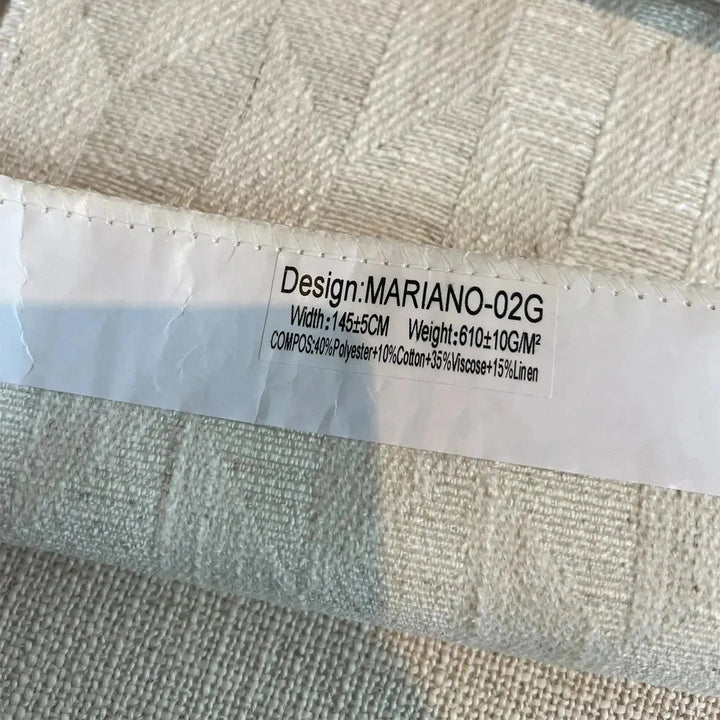 Design:MARIANO-02G
Width:145±5CM Weight:610±10G/M²
COMPOS:40%Polyester+10%Cotton+35%Viscose+15%Linen